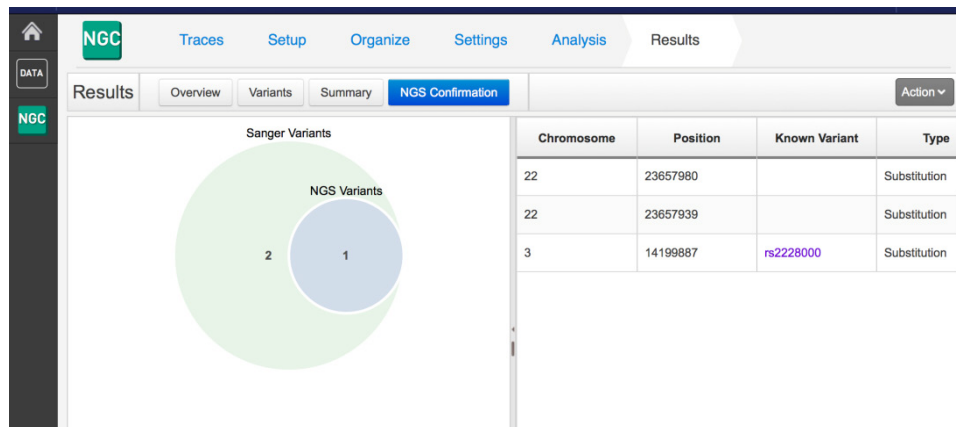 NGC Traces Setup Organize Settings Analysis Results
DATA
NGC
Results Overview Variants Summary NGS Confirmation Action
Sanger Variants
NGS Variants
2 1
Chromosome Position Known Variant Type
22 23657980 Substitution
22 23657939 Substitution
3 14199887 rs2228000 Substitution